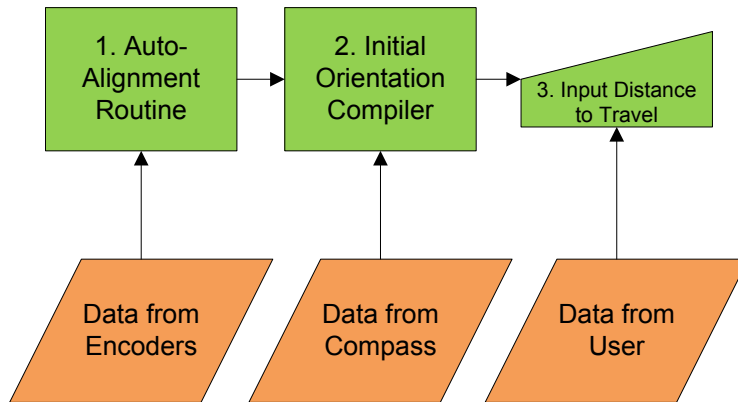 1. Auto-
Alignment
Routine
2. Initial
Orientation
Compiler
3. Input Distance
to Travel
Data from
Encoders
Data from
Compass
Data from
User